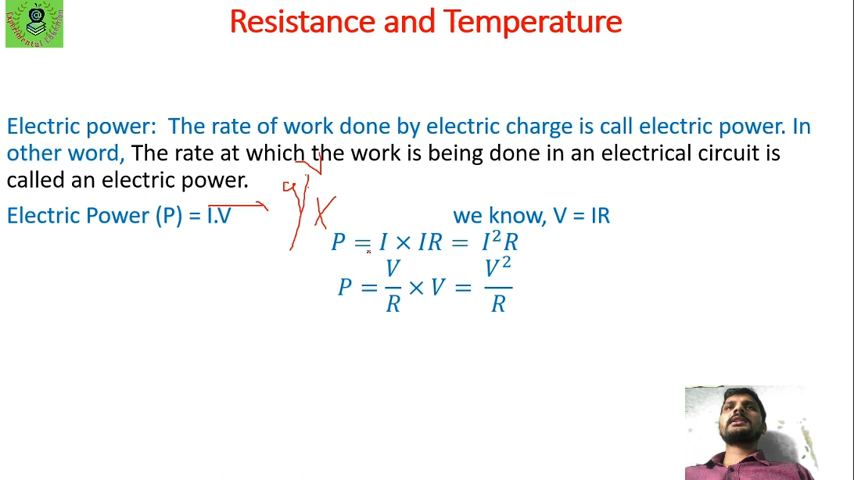 Resistance and Temperature
Electric power: The rate of work done by electric charge is call electric power. In
other word, The rate at which the work is being done in an electrical circuit is
called an electric power.
Electric Power (P) = I.V we know, V = IR
P = I × IR = I²R
P = V/R × V = V²/R